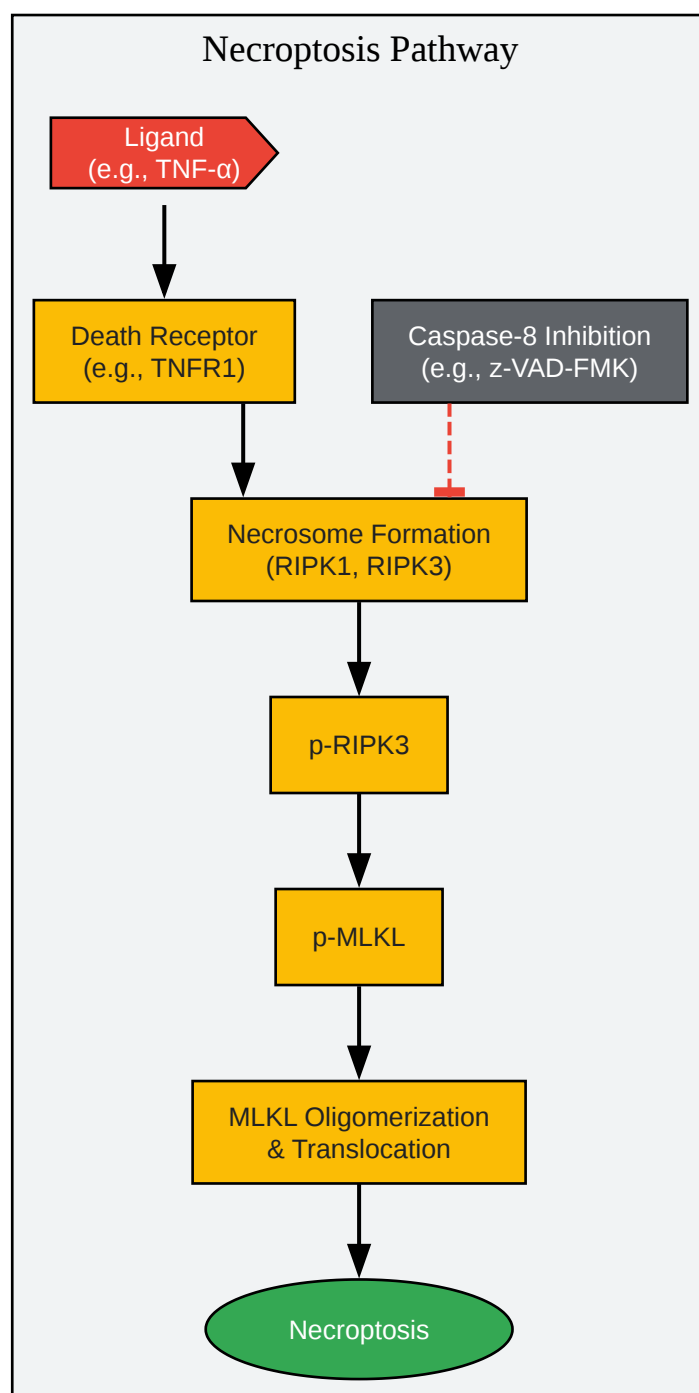 Necroptosis Pathway
Ligand
(e.g., TNF-α)
Death Receptor
(e.g., TNFR1)
Caspase-8 Inhibition
(e.g., z-VAD-FMK)
Necrosome Formation
(RIPK1, RIPK3)
p-RIPK3
p-MLKL
MLKL Oligomerization
& Translocation
Necroptosis